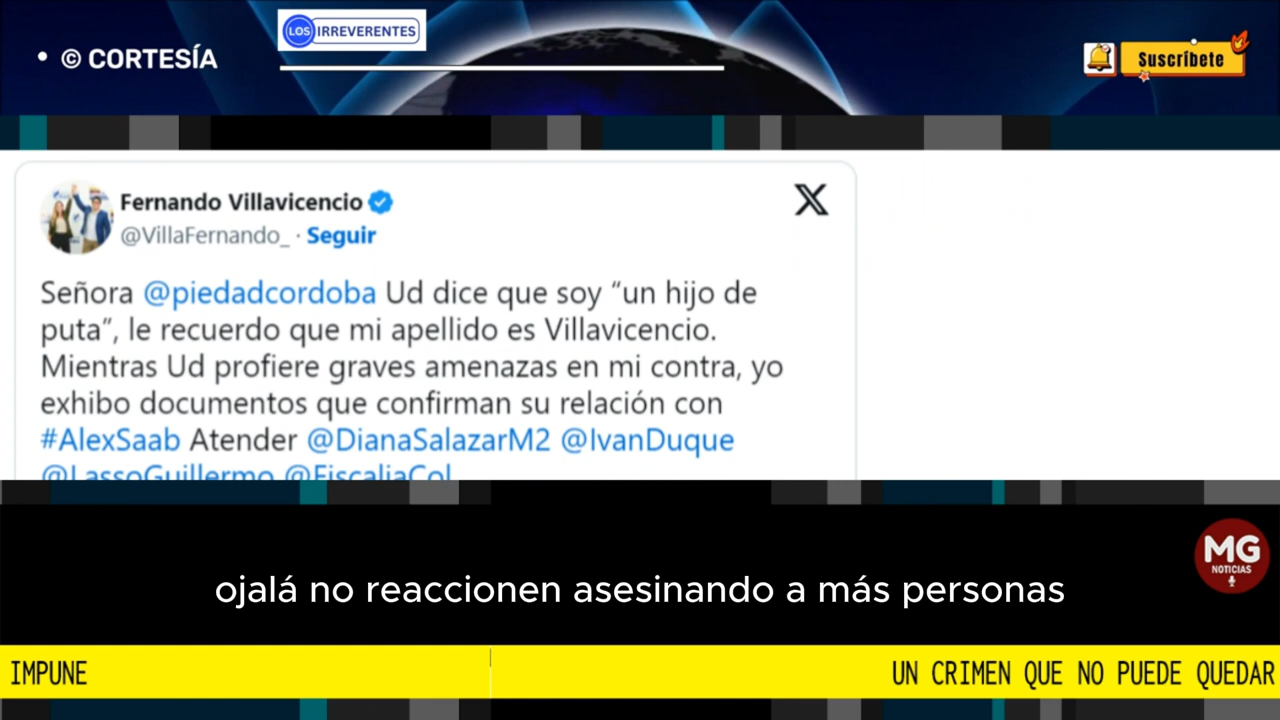 • © CORTESÍA
LOS IRREVERENTES
Suscríbete
Fernando Villavicencio
@VillaFernando_ · Seguir
Señora @piedadcordoba Ud dice que soy “un hijo de
puta”, le recuerdo que mi apellido es Villavicencio.
Mientras Ud profiere graves amenazas en mi contra, yo
exhibo documentos que confirman su relación con
#AlexSaab Atender @DianaSalazarM2 @IvanDuque
@LassoGuillermo @FiscaliaCol
ojalá no reaccionen asesinando a más personas
MG
NOTICIAS
IMPUNE
UN CRIMEN QUE NO PUEDE QUEDAR